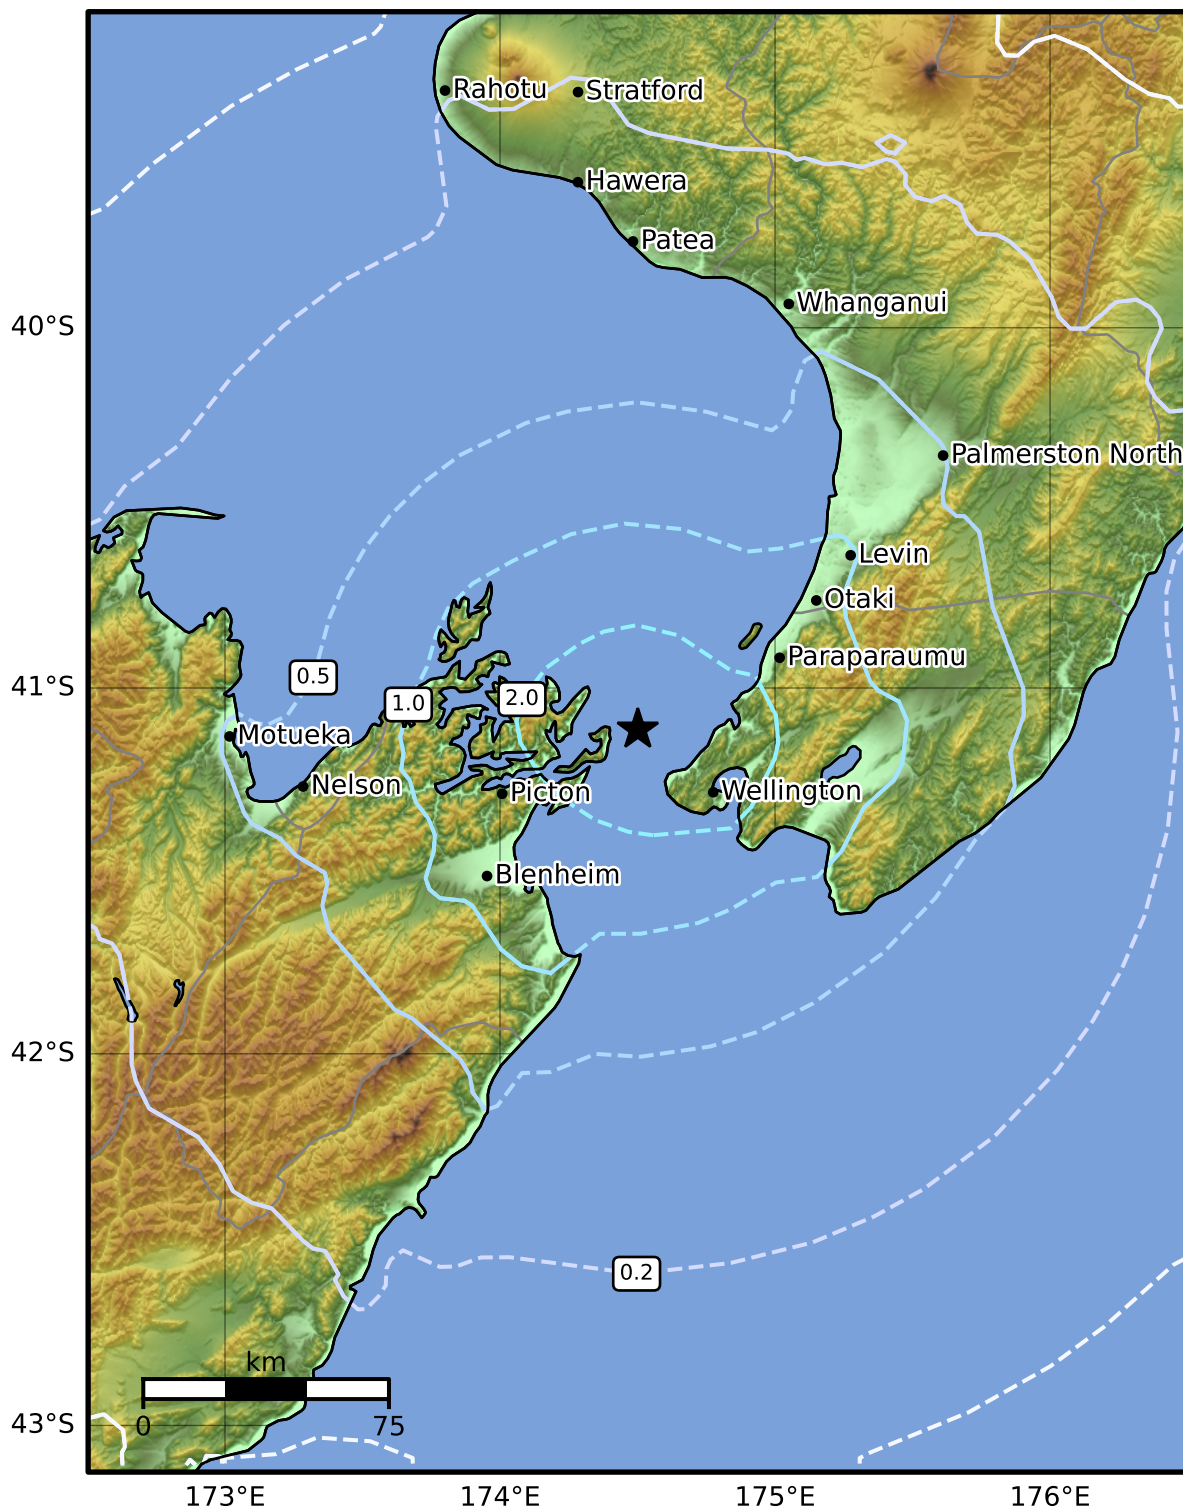 Rahotu
Stratford
Hawera
Patea
Whanganui
40°S
Palmerston North
Levin
Otaki
Paraparaumu
0.5
41°S
1.0
2.0
Motueka
Nelson
Picton
Wellington
Blenheim
42°S
0.2
km
0
75
43°S
173°E
174°E
175°E
176°E